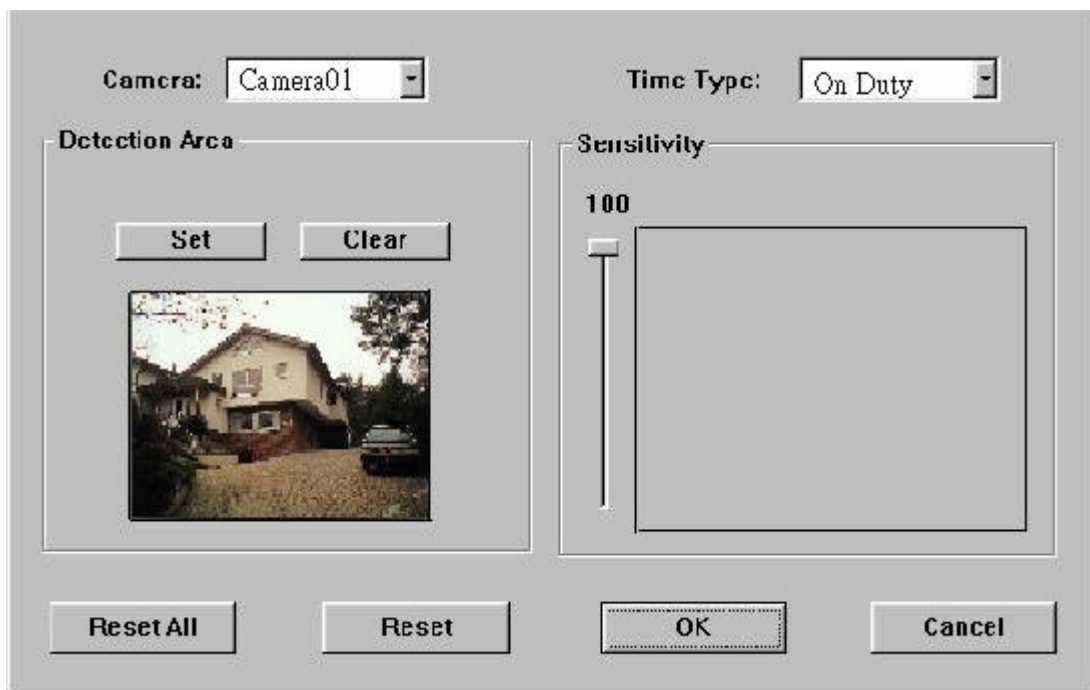 Camera: Camera01 Time Type: On Duty
Detection Area Sensitivity
100
Set Clear
Reset All Reset OK Cancel